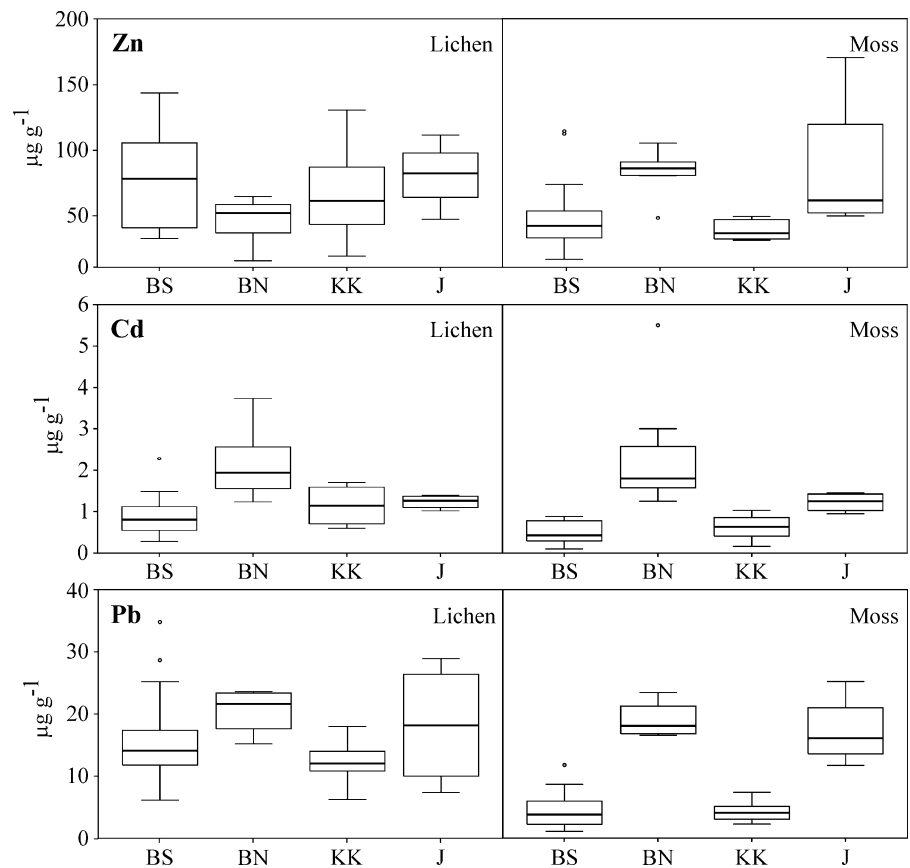 Zn Lichen Moss
200
150
100
50
0
µg g-1
BS BN KK J BS BN KK J
Cd Lichen Moss
6
5
4
3
2
1
0
µg g-1
BS BN KK J BS BN KK J
Pb Lichen Moss
40
30
20
10
0
µg g-1
BS BN KK J BS BN KK J